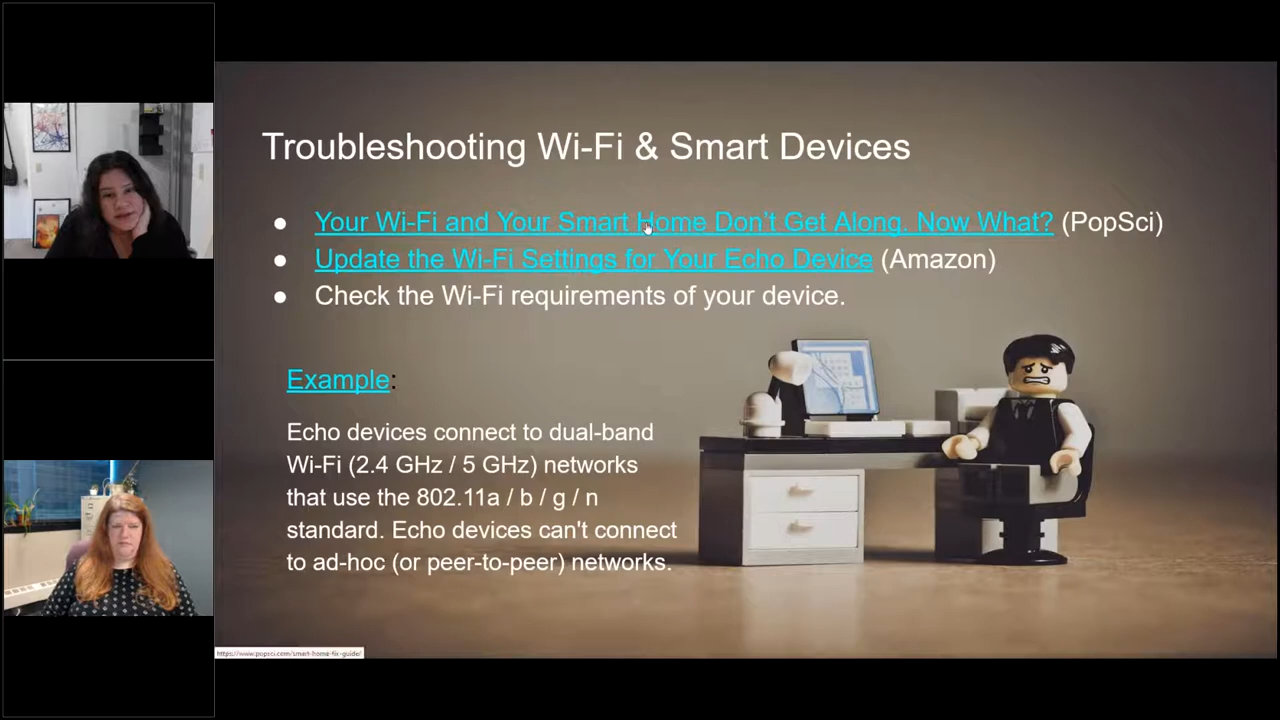 Troubleshooting Wi-Fi & Smart Devices
● Your Wi-Fi and Your Smart Home Don't Get Along. Now What? (PopSci)
● Update the Wi-Fi Settings for Your Echo Device (Amazon)
● Check the Wi-Fi requirements of your device.
Example:
Echo devices connect to dual-band
Wi-Fi (2.4 GHz / 5 GHz) networks
that use the 802.11a / b / g / n
standard. Echo devices can't connect
to ad-hoc (or peer-to-peer) networks.
https://www.popsci.com/smart-home-fix-guide/